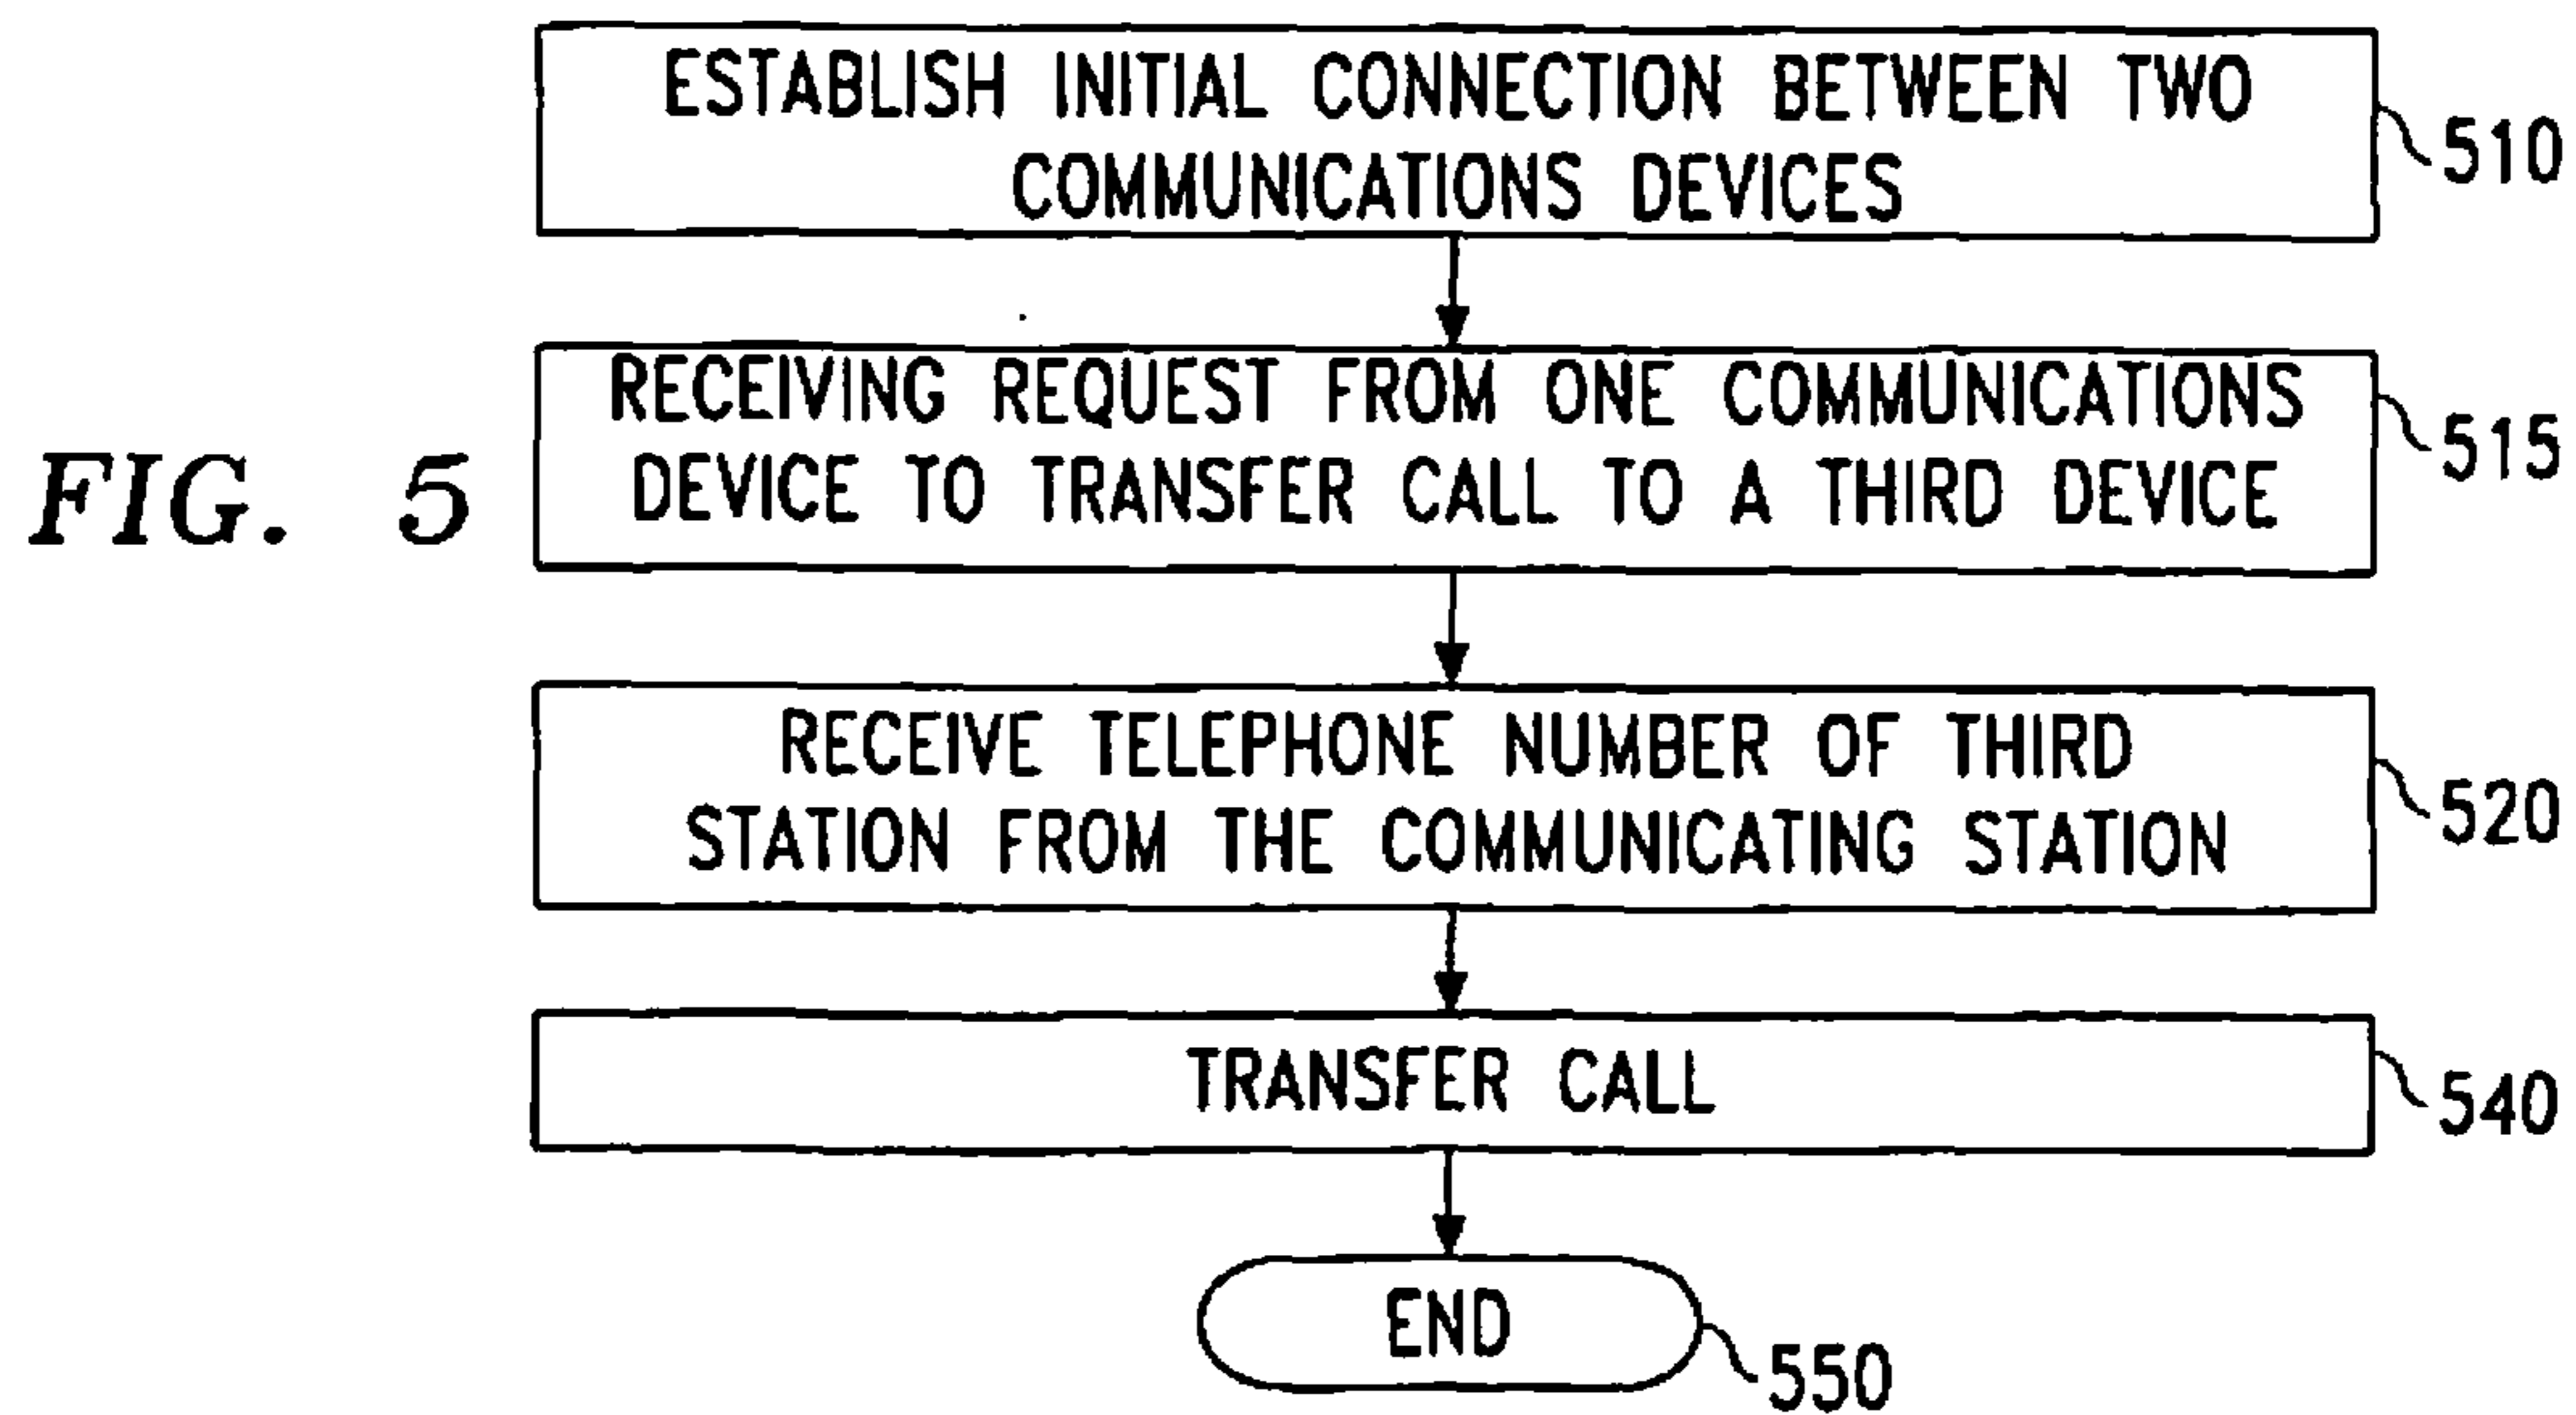 ESTABLISH INITIAL CONNECTION BETWEEN TWO
COMMUNICATIONS DEVICES
510
RECEIVING REQUEST FROM ONE COMMUNICATIONS
DEVICE TO TRANSFER CALL TO A THIRD DEVICE
515
FIG. 5
RECEIVE TELEPHONE NUMBER OF THIRD
STATION FROM THE COMMUNICATING STATION
520
TRANSFER CALL
540
END
550